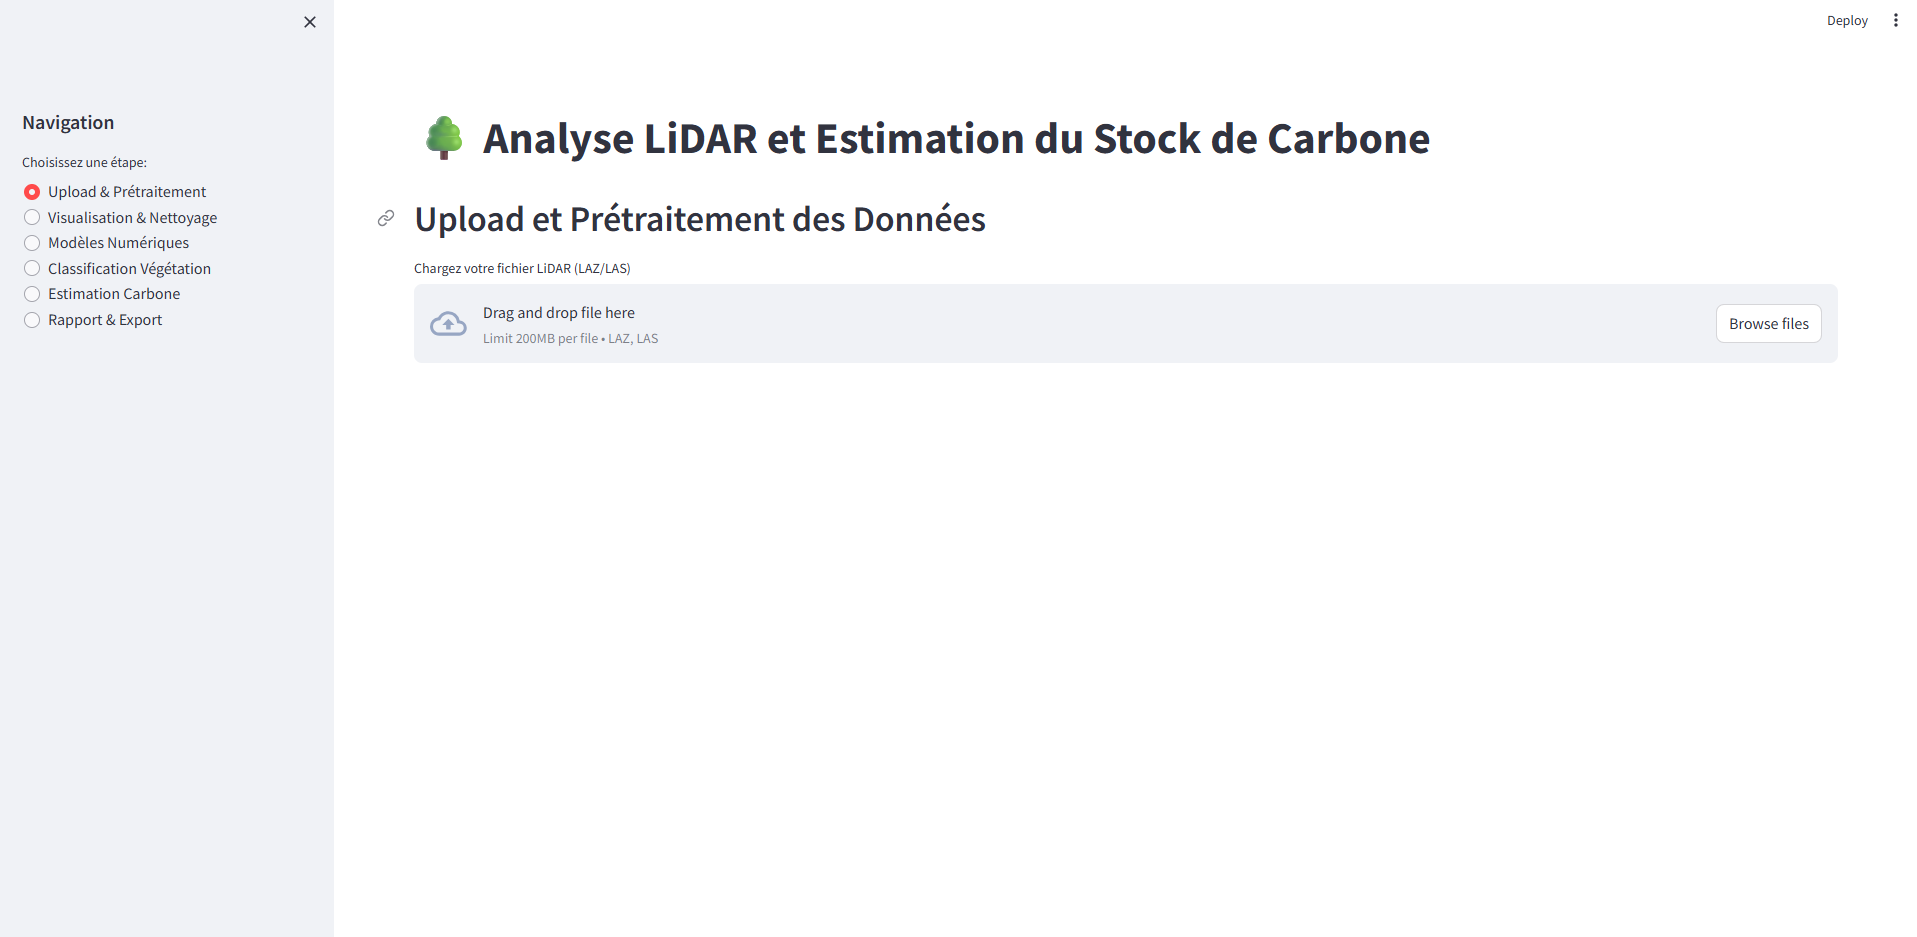 Deploy
Navigation
Choisissez une étape:
Upload & Prétraitement
Visualisation & Nettoyage
Modèles Numériques
Classification Végétation
Estimation Carbone
Rapport & Export
Analyse LiDAR et Estimation du Stock de Carbone
Upload et Prétraitement des Données
Chargez votre fichier LiDAR (LAZ/LAS)
Drag and drop file here
Limit 200MB per file • LAZ, LAS
Browse files